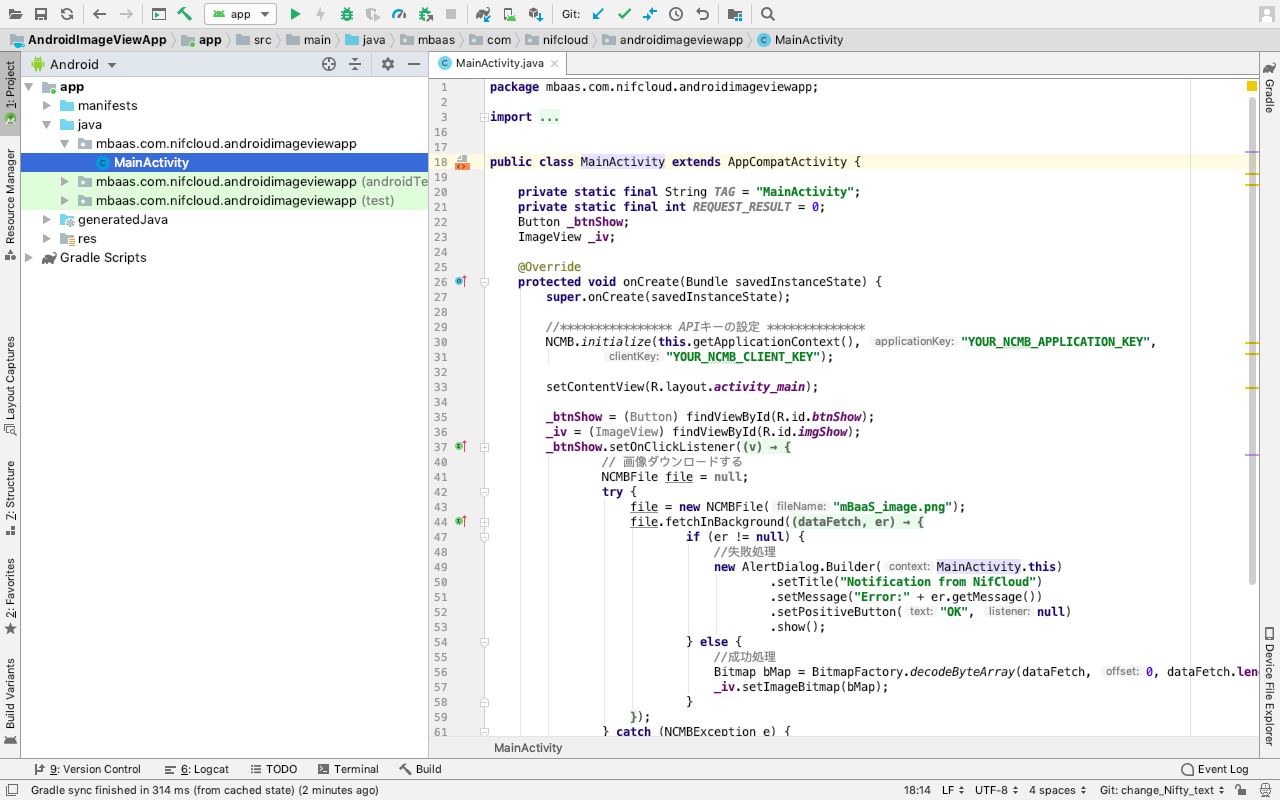 app
Git:
AndroidImageViewApp
app
src
main
java
mbaas
com
nifcloud
androidimageviewapp
MainActivity
Android
MainActivity.java
1: Project
Resource Manager
Layout Captures
Z: Structure
2: Favorites
Build Variants
app
manifests
java
mbaas.com.nifcloud.androidimageviewapp
MainActivity
mbaas.com.nifcloud.androidimageviewapp (androidTe
mbaas.com.nifcloud.androidimageviewapp (test)
generatedJava
res
Gradle Scripts
1 package mbaas.com.nifcloud.androidimageviewapp;
2
3 import ...
16
17
18 public class MainActivity extends AppCompatActivity {
19
20 private static final String TAG = "MainActivity";
21 private static final int REQUEST_RESULT = 0;
22 Button _btnShow;
23 ImageView _iv;
24
25 @Override
26 protected void onCreate(Bundle savedInstanceState) {
27 super.onCreate(savedInstanceState);
28
29 //**************** APIキーの設定 **************
30 NCMB.initialize(this.getApplicationContext(), applicationKey: "YOUR_NCMB_APPLICATION_KEY",
31 clientKey: "YOUR_NCMB_CLIENT_KEY");
32
33 setContentView(R.layout.activity_main);
34
35 _btnShow = (Button) findViewById(R.id.btnShow);
36 _iv = (ImageView) findViewById(R.id.imgShow);
37 _btnShow.setOnClickListener((v) → {
40 // 画像ダウンロードする
41 NCMBFile file = null;
42 try {
43 file = new NCMBFile( fileName: "mBaaS_image.png");
44 file.fetchInBackground((dataFetch, er) → {
47 if (er != null) {
48 //失敗処理
49 new AlertDialog.Builder( context: MainActivity.this)
50 .setTitle("Notification from NifCloud")
51 .setMessage("Error:" + er.getMessage())
52 .setPositiveButton( text: "OK", listener: null)
53 .show();
54 } else {
55 //成功処理
56 Bitmap bMap = BitmapFactory.decodeByteArray(dataFetch, offset: 0, dataFetch.len
57 _iv.setImageBitmap(bMap);
58 }
59 });
61 } catch (NCMBException e) {
MainActivity
Gradle
Device File Explorer
9: Version Control
6: Logcat
TODO
Terminal
Build
Event Log
Gradle sync finished in 314 ms (from cached state) (2 minutes ago)
18:14
LF
UTF-8
4 spaces
Git: change_Nifty_text